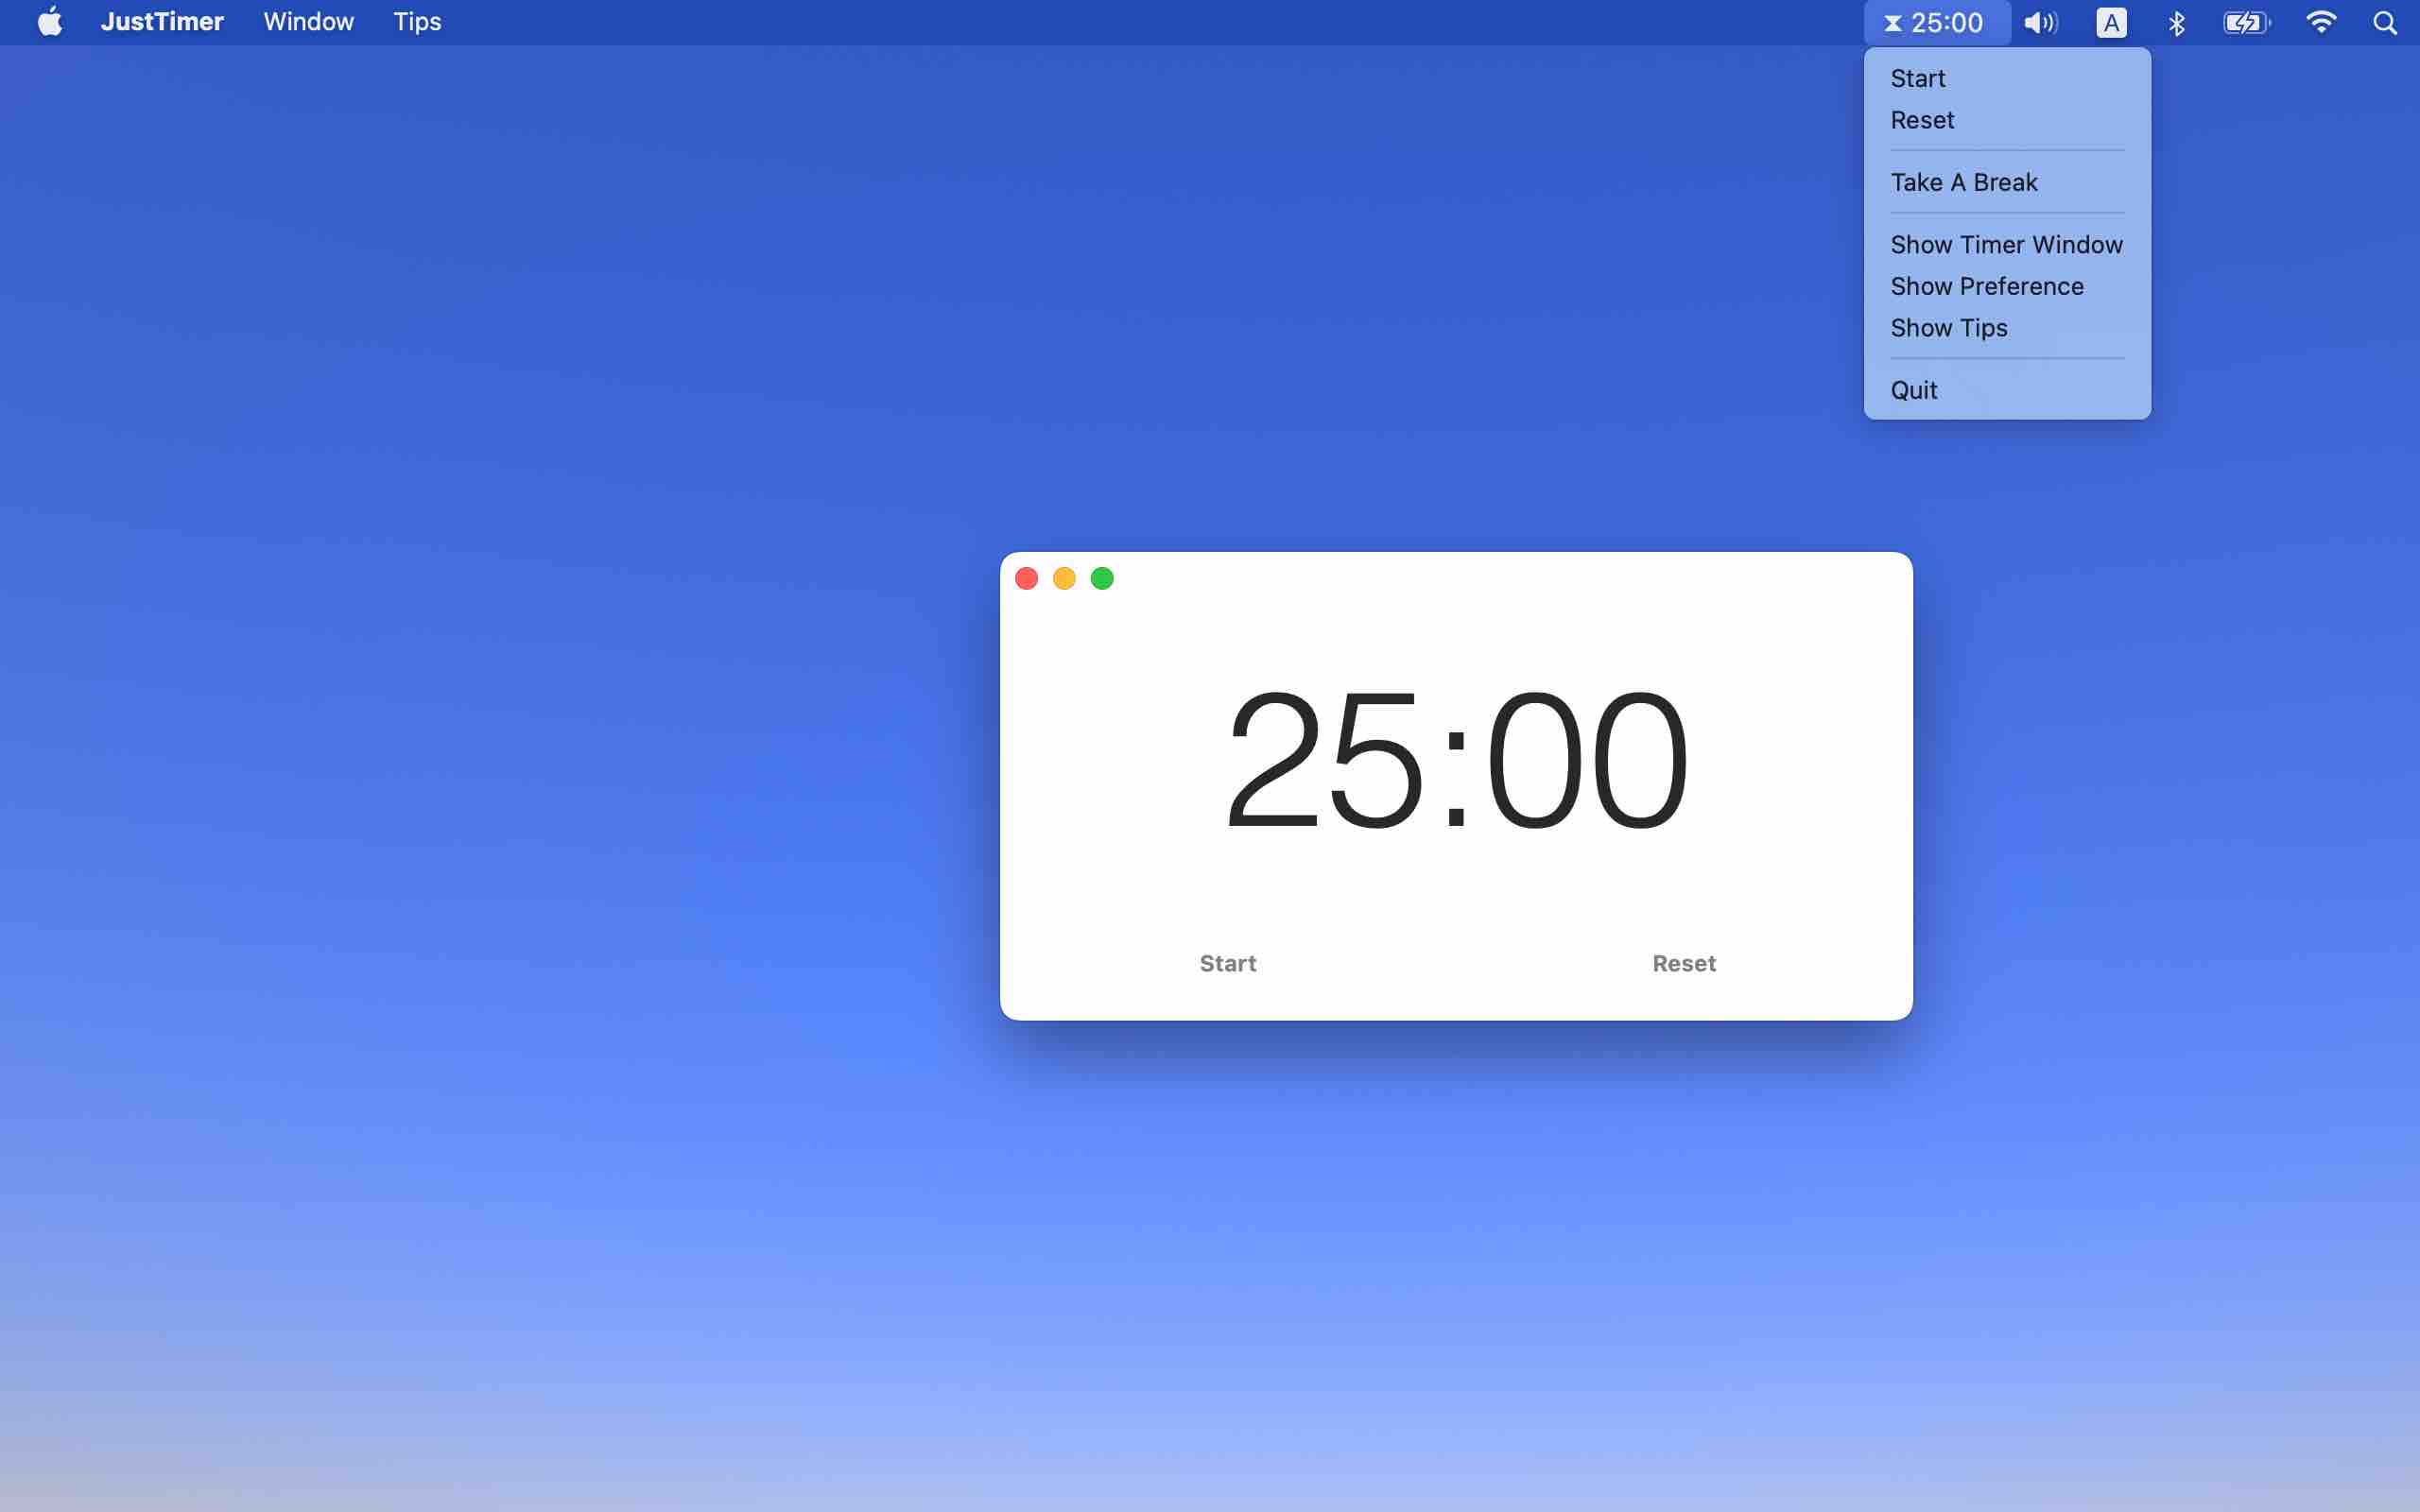 JustTimer Window Tips 25:00 A
Start
Reset
Take A Break
Show Timer Window
Show Preference
Show Tips
Quit
25:00
Start Reset